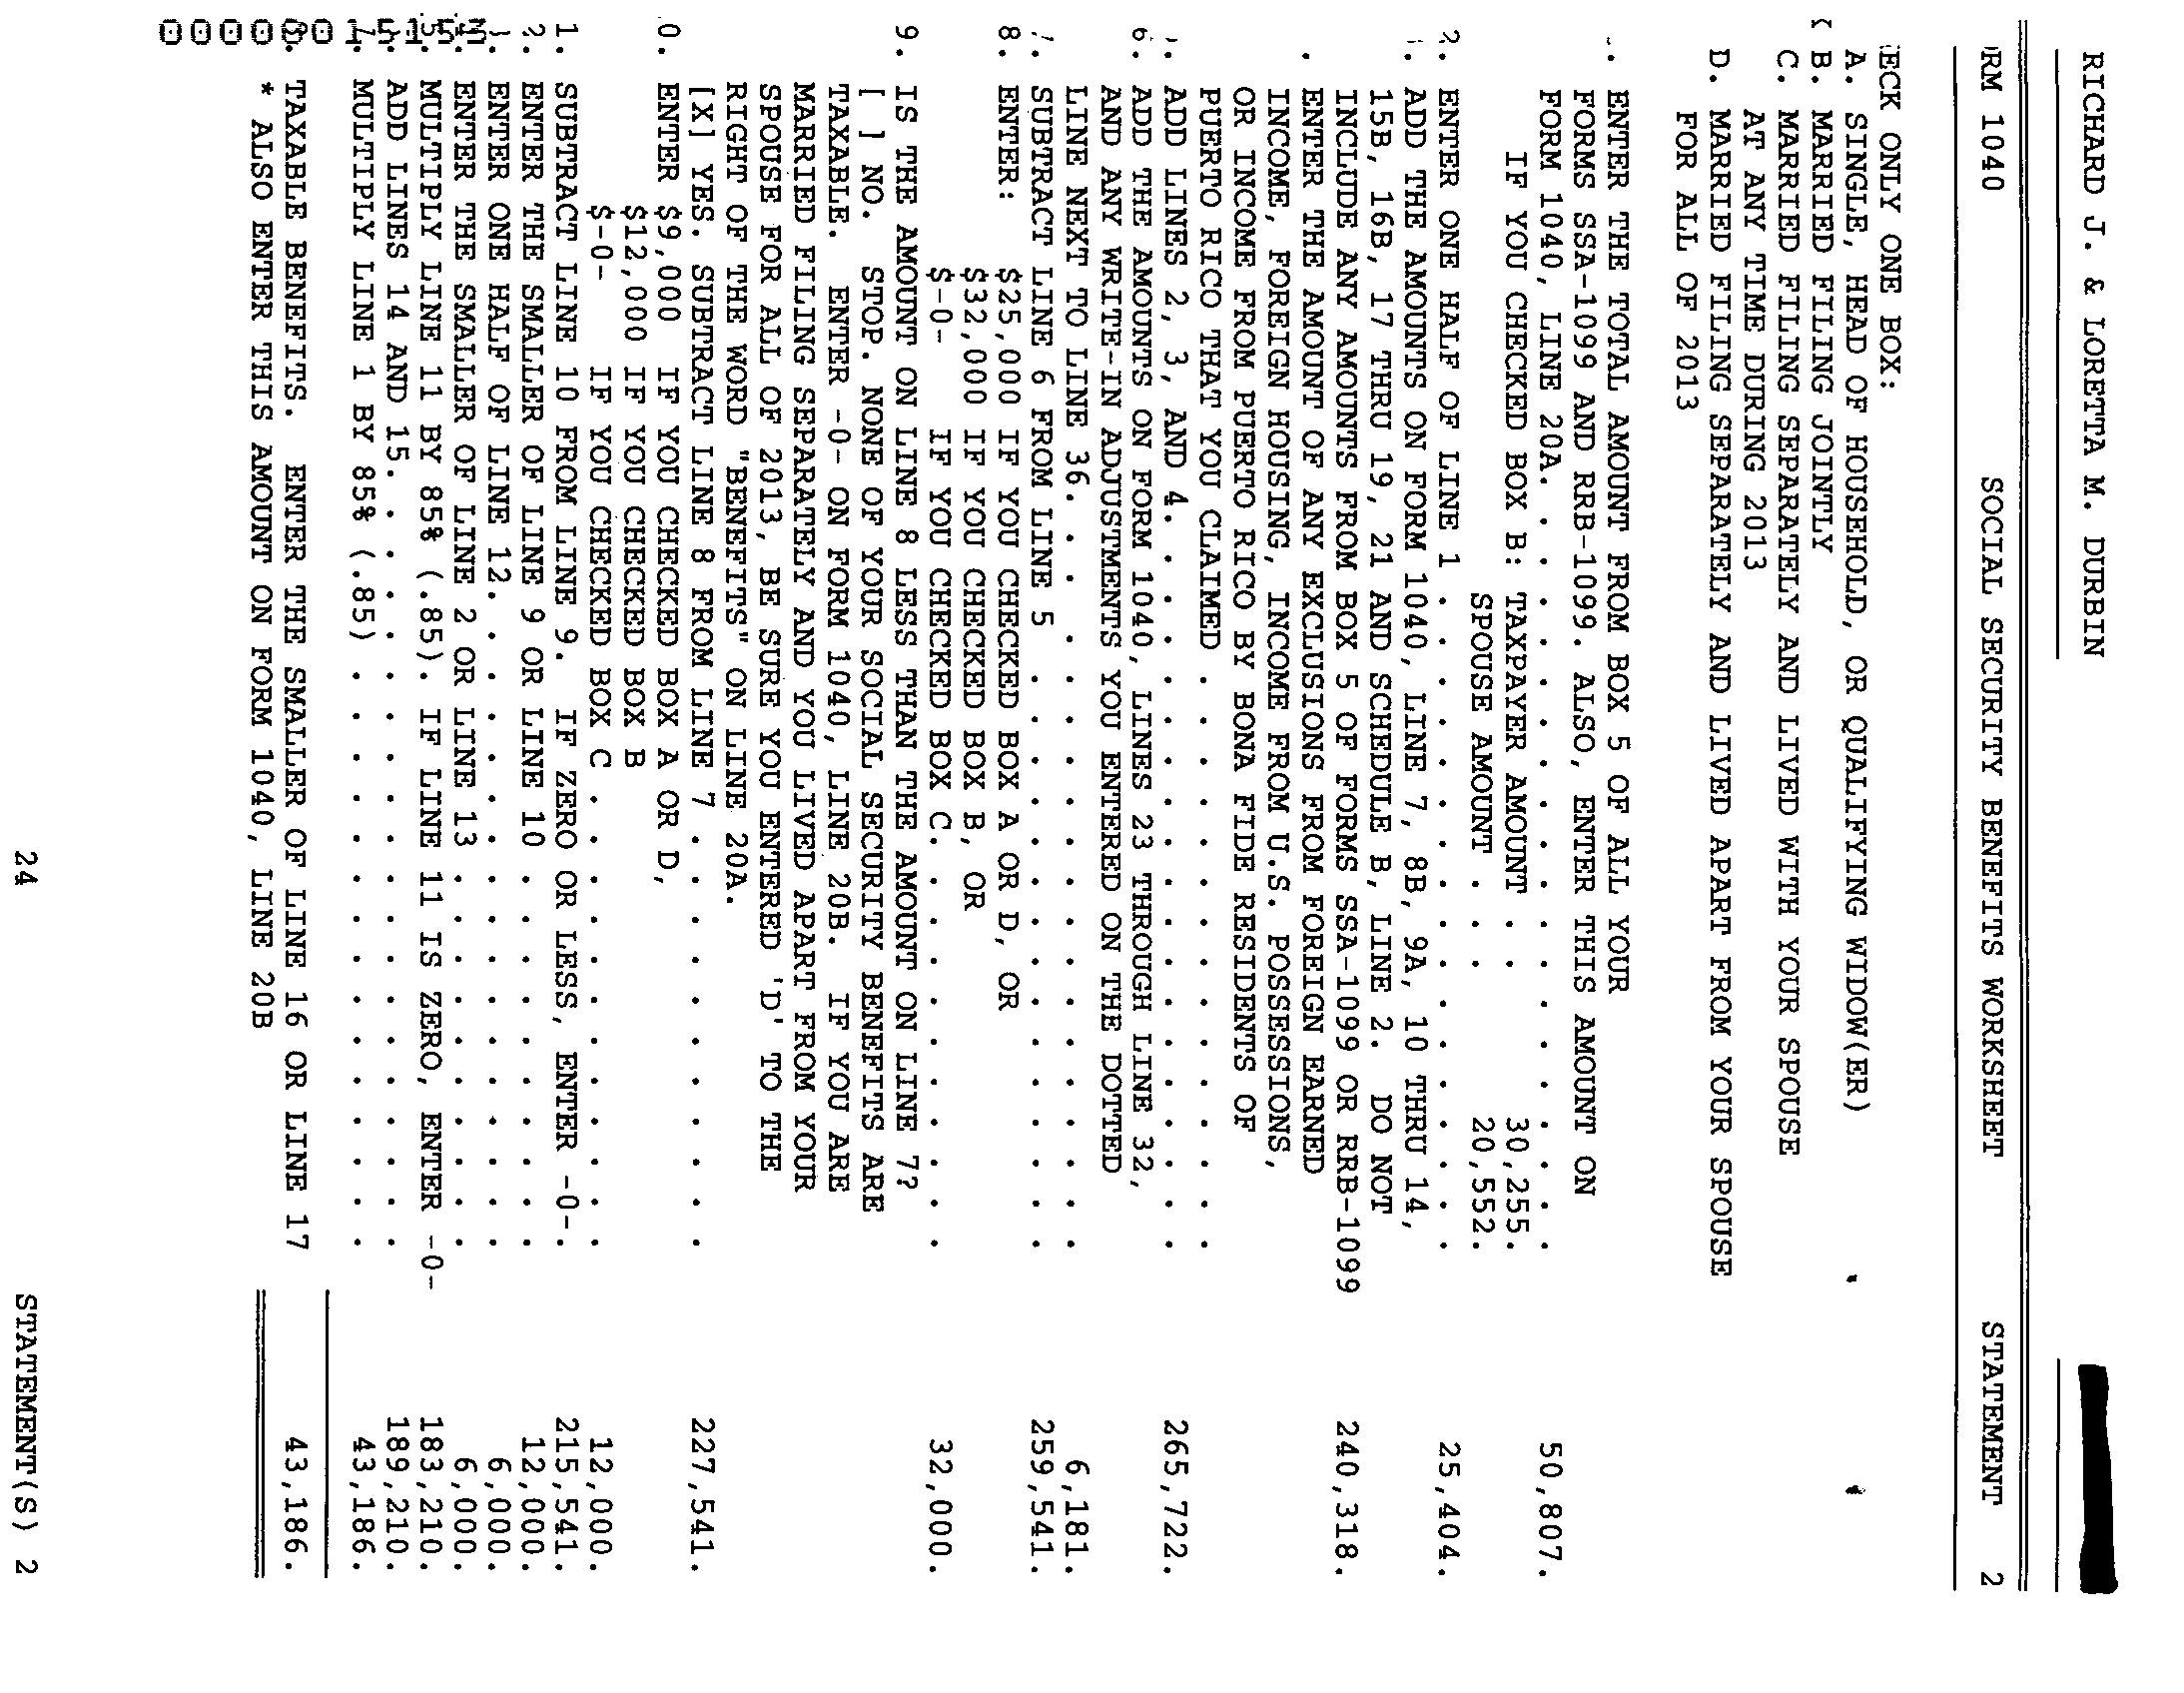 RICHARD J. & LORETTA M. DURBIN
RM 1040 SOCIAL SECURITY BENEFITS WORKSHEET STATEMENT 2
ECK ONLY ONE BOX:
A. SINGLE, HEAD OF HOUSEHOLD, OR QUALIFYING WIDOW(ER)
X B. MARRIED FILING JOINTLY
C. MARRIED FILING SEPARATELY AND LIVED WITH YOUR SPOUSE
AT ANY TIME DURING 2013
D. MARRIED FILING SEPARATELY AND LIVED APART FROM YOUR SPOUSE
FOR ALL OF 2013
. ENTER THE TOTAL AMOUNT FROM BOX 5 OF ALL YOUR
FORMS SSA-1099 AND RRB-1099. ALSO, ENTER THIS AMOUNT ON
FORM 1040, LINE 20A. . . . . . . . . . . . . . . . . . . 50,807.
IF YOU CHECKED BOX B: TAXPAYER AMOUNT . . 30,255.
SPOUSE AMOUNT . . . 20,552.
2. ENTER ONE HALF OF LINE 1 . . . . . . . . . . . . . . . . . 25,404.
. ADD THE AMOUNTS ON FORM 1040, LINE 7, 8B, 9A, 10 THRU 14,
15B, 16B, 17 THRU 19, 21 AND SCHEDULE B, LINE 2. DO NOT
INCLUDE ANY AMOUNTS FROM BOX 5 OF FORMS SSA-1099 OR RRB-1099 240,318.
. ENTER THE AMOUNT OF ANY EXCLUSIONS FROM FOREIGN EARNED
INCOME, FOREIGN HOUSING, INCOME FROM U.S. POSSESSIONS,
OR INCOME FROM PUERTO RICO BY BONA FIDE RESIDENTS OF
PUERTO RICO THAT YOU CLAIMED . . . . . . . . . . . . . . .
. ADD LINES 2, 3, AND 4. . . . . . . . . . . . . . . . . . . 265,722.
6. ADD THE AMOUNTS ON FORM 1040, LINES 23 THROUGH LINE 32,
AND ANY WRITE-IN ADJUSTMENTS YOU ENTERED ON THE DOTTED
LINE NEXT TO LINE 36. . . . . . . . . . . . . . . . . . . 6,181.
7. SUBTRACT LINE 6 FROM LINE 5 . . . . . . . . . . . . . . . 259,541.
8. ENTER: $25,000 IF YOU CHECKED BOX A OR D, OR
$32,000 IF YOU CHECKED BOX B, OR
$-0- IF YOU CHECKED BOX C. . . . . . . . . . . 32,000.
9. IS THE AMOUNT ON LINE 8 LESS THAN THE AMOUNT ON LINE 7?
[ ] NO. STOP. NONE OF YOUR SOCIAL SECURITY BENEFITS ARE
TAXABLE. ENTER -0- ON FORM 1040, LINE 20B. IF YOU ARE
MARRIED FILING SEPARATELY AND YOU LIVED APART FROM YOUR
SPOUSE FOR ALL OF 2013, BE SURE YOU ENTERED 'D' TO THE
RIGHT OF THE WORD "BENEFITS" ON LINE 20A.
[X] YES. SUBTRACT LINE 8 FROM LINE 7 . . . . . . . . . . . . 227,541.
0. ENTER $9,000 IF YOU CHECKED BOX A OR D,
$12,000 IF YOU CHECKED BOX B
$-0- IF YOU CHECKED BOX C . . . . . . . . . . . . 12,000.
1. SUBTRACT LINE 10 FROM LINE 9. IF ZERO OR LESS, ENTER -0-. 215,541.
2. ENTER THE SMALLER OF LINE 9 OR LINE 10 . . . . . . . . . . 12,000.
. ENTER ONE HALF OF LINE 12. . . . . . . . . . . . . . . . . 6,000.
. ENTER THE SMALLER OF LINE 2 OR LINE 13 . . . . . . . . . . 6,000.
5. MULTIPLY LINE 11 BY 85% (.85). IF LINE 11 IS ZERO, ENTER -0- 183,210.
. ADD LINES 14 AND 15. . . . . . . . . . . . . . . . . . . . 189,210.
7. MULTIPLY LINE 1 BY 85% (.85) . . . . . . . . . . . . . . . 43,186.
. TAXABLE BENEFITS. ENTER THE SMALLER OF LINE 16 OR LINE 17 43,186.
* ALSO ENTER THIS AMOUNT ON FORM 1040, LINE 20B
24 STATEMENT(S) 2